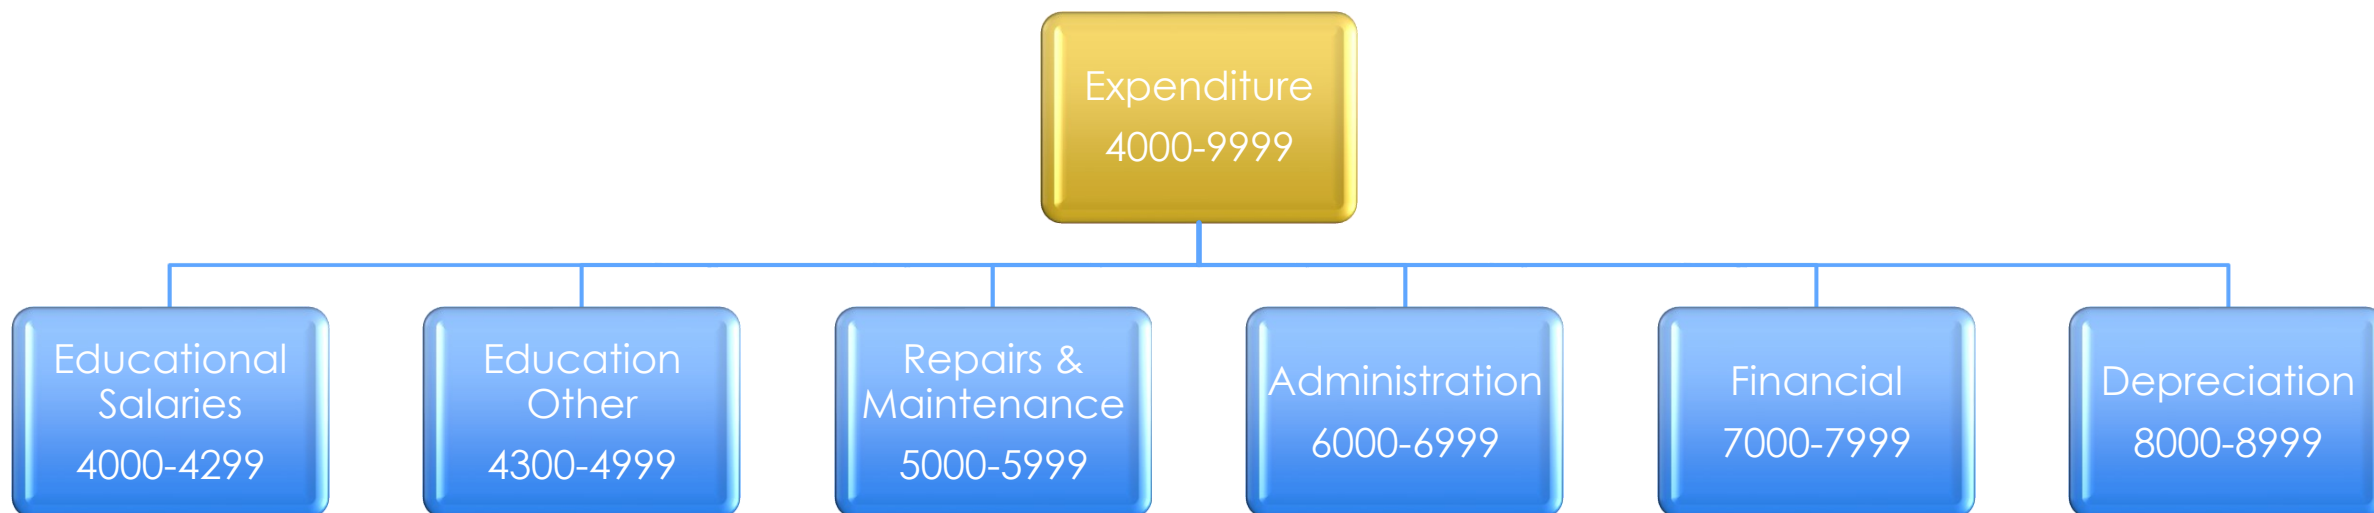 Expenditure
4000-9999
Educational
Salaries
4000-4299
Education
Other
4300-4999
Repairs &
Maintenance
5000-5999
Administration
6000-6999
Financial
7000-7999
Depreciation
8000-8999